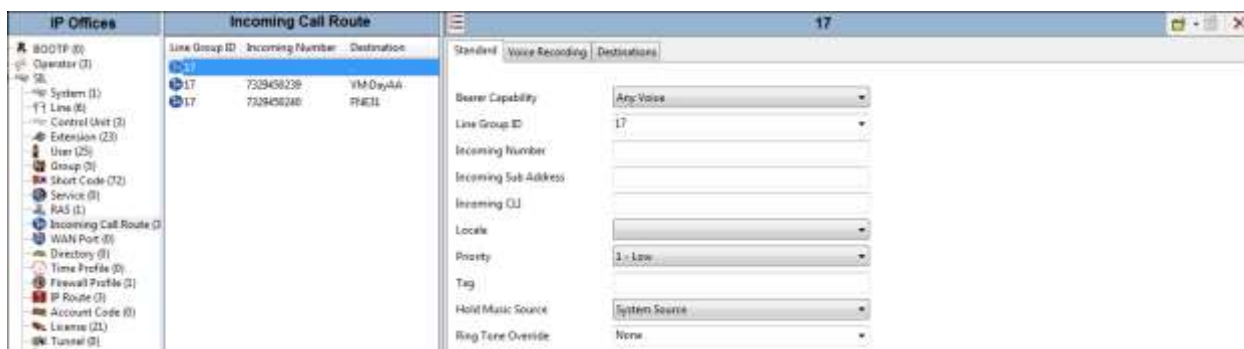 IP Offices
BOOTP (0)
Operator (3)
System (1)
Line (6)
Control Unit (3)
Extension (23)
User (25)
Group (5)
Short Code (72)
Service (0)
RAS (1)
Incoming Call Route (3
WAN Port (0)
Directory (0)
Time Profile (0)
Firewall Profile (1)
IP Route (3)
Account Code (0)
License (21)
Tunnel (0)
Incoming Call Route
Line Group ID Incoming Number Destination
17
17 7329450239 VM:DayAA
17 7329450240 FNE31
17
Standard Voice Recording Destinations
Bearer Capability Any Voice
Line Group ID 17
Incoming Number
Incoming Sub Address
Incoming CLI
Locale
Priority 1 - Low
Tag
Hold Music Source System Source
Ring Tone Override None